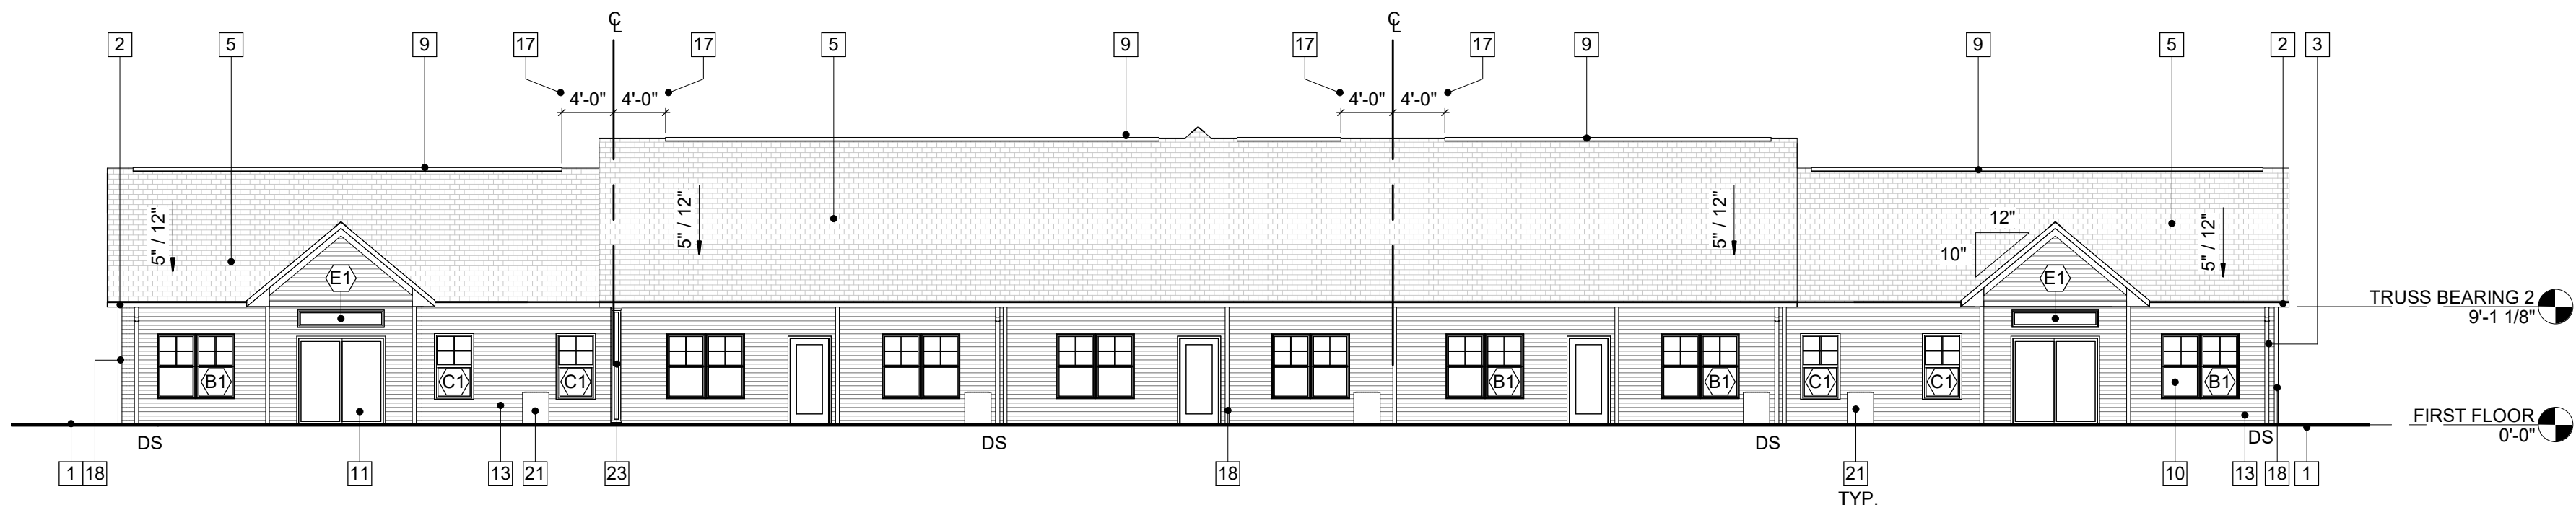 ℄ ℄
2 5 9 17 17 5 9 17 17 9 9 5 2 3
4'-0" 4'-0" 4'-0" 4'-0"
5" / 12" 5" / 12" 5" / 12" 12" 5" / 12"
10"
E1 E1
TRUSS BEARING 2
9'-1 1/8"
B1 C1 C1 B1 B1 C1 C1 B1
FIRST FLOOR
0'-0"
DS DS DS DS
1 18 11 13 21 23 18 21 10 13 18 1
TYP.